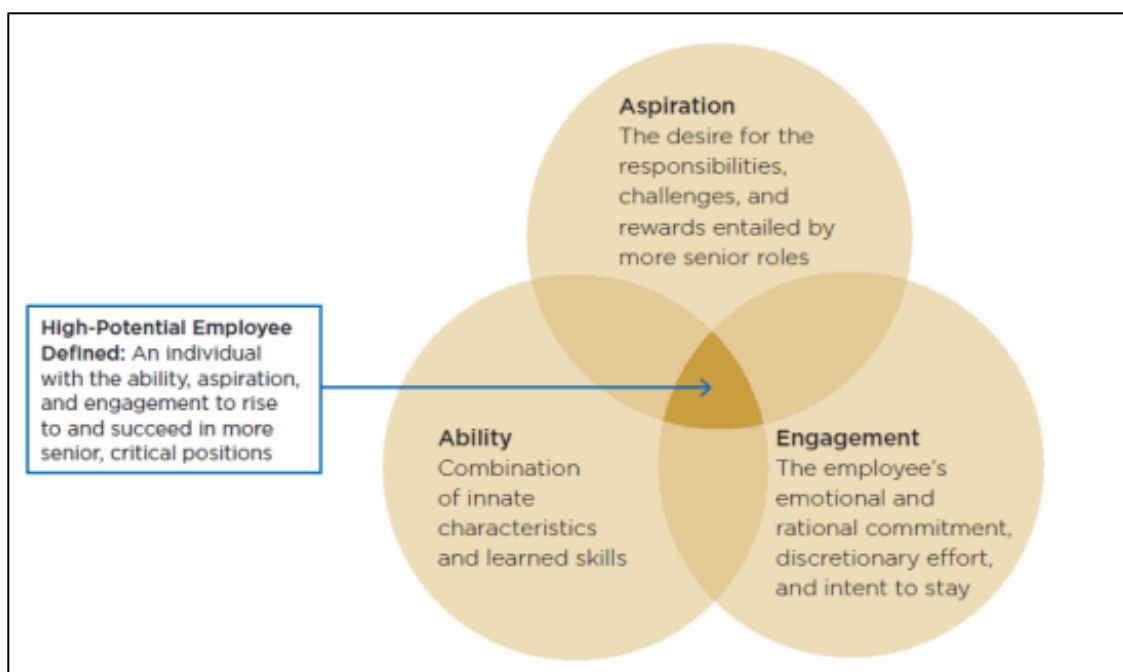 Aspiration
The desire for the
responsibilities,
challenges, and
rewards entailed by
more senior roles
High-Potential Employee
Defined: An individual
with the ability, aspiration,
and engagement to rise
to and succeed in more
senior, critical positions
Ability
Combination
of innate
characteristics
and learned skills
Engagement
The employee's
emotional and
rational commitment,
discretionary effort,
and intent to stay